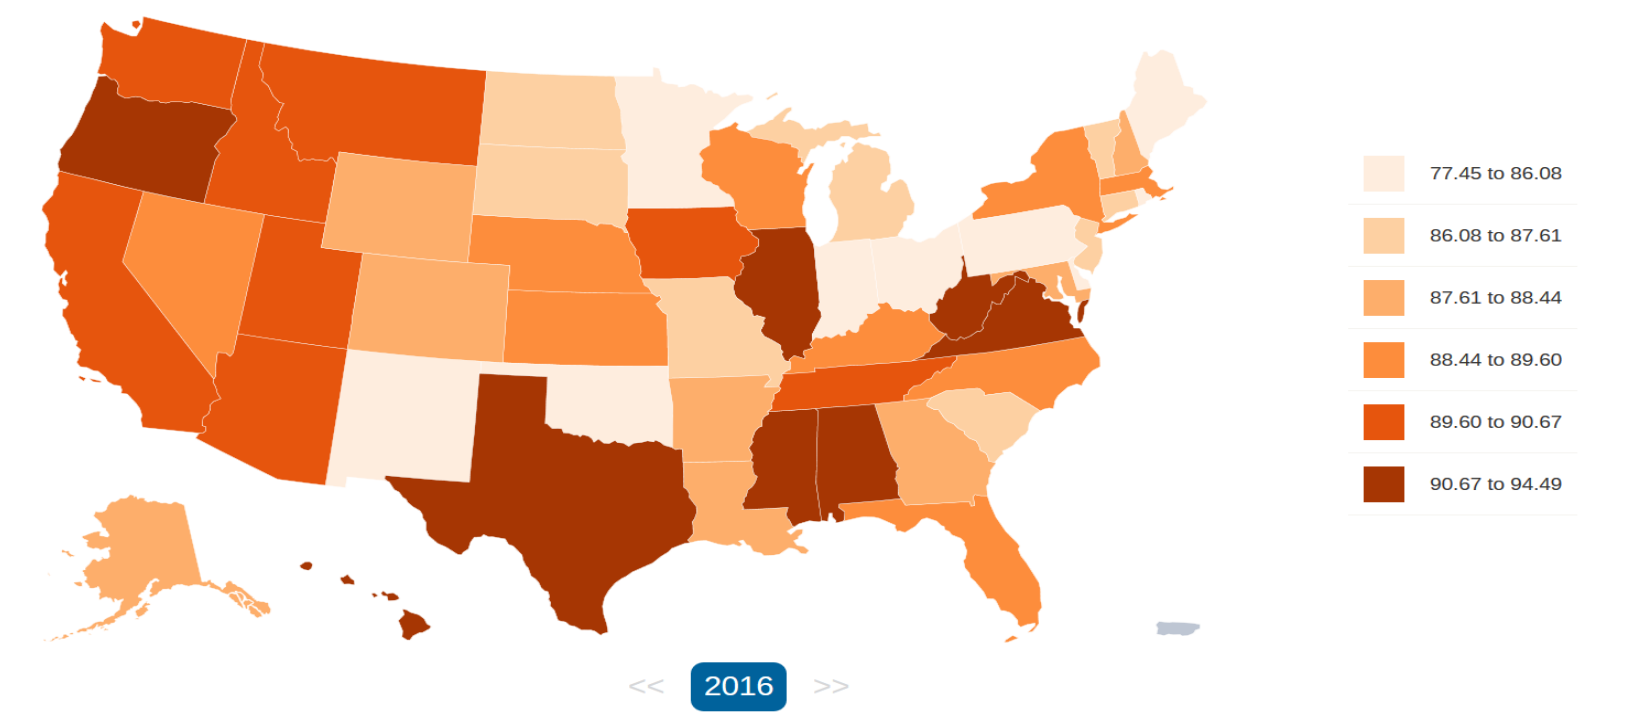 77.45 to 86.08
86.08 to 87.61
87.61 to 88.44
88.44 to 89.60
89.60 to 90.67
90.67 to 94.49
<< 2016 >>